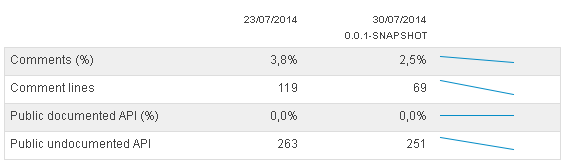 23/07/2014 30/07/2014
0.0.1-SNAPSHOT
Comments (%) 3,8% 2,5%
Comment lines 119 69
Public documented API (%) 0,0% 0,0%
Public undocumented API 263 251